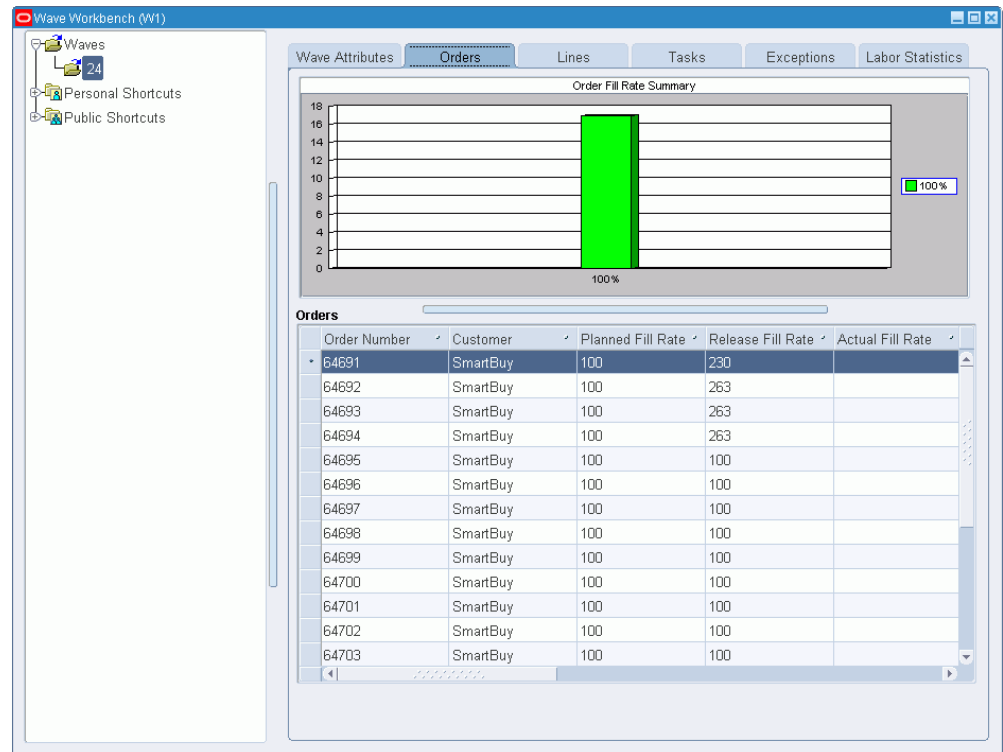 Wave Workbench (W1)
Waves
24
Personal Shortcuts
Public Shortcuts
Wave Attributes Orders Lines Tasks Exceptions Labor Statistics
Order Fill Rate Summary
18
16
14
12
10
8
6
4
2
0
100%
100%
Orders
Order Number Customer Planned Fill Rate Release Fill Rate Actual Fill Rate
64691 SmartBuy 100 230
64692 SmartBuy 100 263
64693 SmartBuy 100 263
64694 SmartBuy 100 263
64695 SmartBuy 100 100
64696 SmartBuy 100 100
64697 SmartBuy 100 100
64698 SmartBuy 100 100
64699 SmartBuy 100 100
64700 SmartBuy 100 100
64701 SmartBuy 100 100
64702 SmartBuy 100 100
64703 SmartBuy 100 100